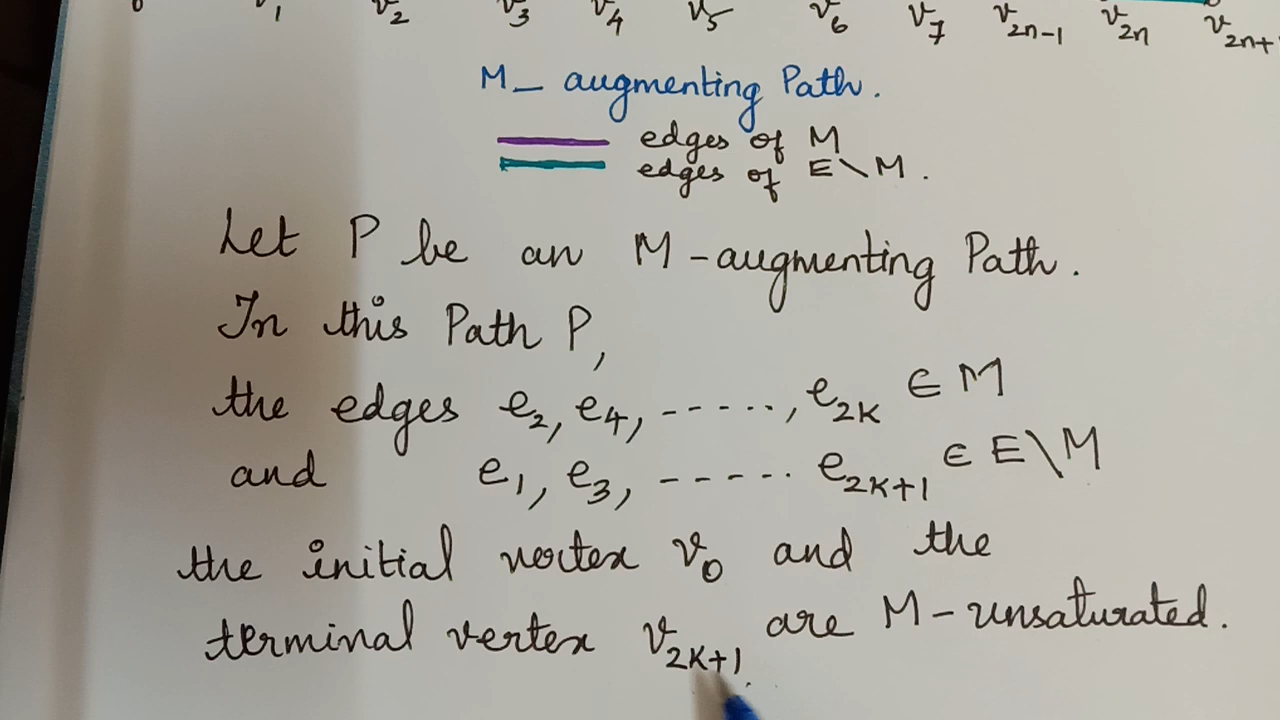 v1 v2 v3 v4 v5 v6 v7 v2n-1 v2n v2n+
M_ augmenting Path.
edges of M
edges of E\M.
Let P be an M-augmenting Path.
In this Path P,
the edges e2, e4, -----, e2K ∈ M
and e1, e3, ----- e2K+1 ∈ E\M
the initial vertex v0 and the
terminal vertex v2K+1 are M-unsaturated.